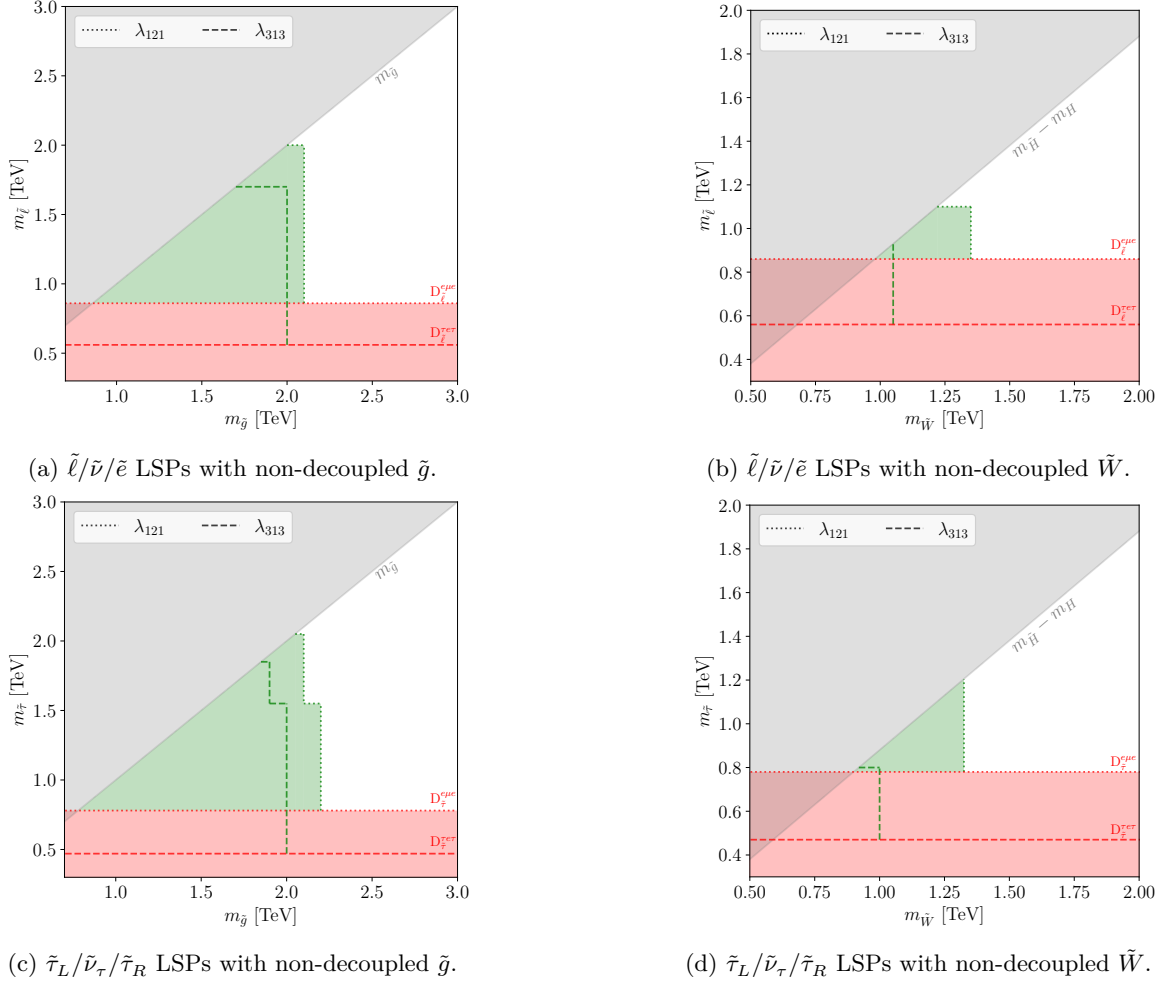 3.0
2.5
2.0
1.5
1.0
0.5
m_ℓ̃ [TeV]
λ₁₂₁ λ₃₁₃
m_g̃
D_ℓ̃^{eμe}
D_ℓ̃^{τeτ}
1.0 1.5 2.0 2.5 3.0
m_g̃ [TeV]
(a) ℓ̃/ν̃/ẽ LSPs with non-decoupled g̃.
2.0
1.8
1.6
1.4
1.2
1.0
0.8
0.6
0.4
m_ℓ̃ [TeV]
λ₁₂₁ λ₃₁₃
m_H̃ − m_H
D_ℓ̃^{eμe}
D_ℓ̃^{τeτ}
0.50 0.75 1.00 1.25 1.50 1.75 2.00
m_W̃ [TeV]
(b) ℓ̃/ν̃/ẽ LSPs with non-decoupled W̃.
3.0
2.5
2.0
1.5
1.0
0.5
m_τ̃ [TeV]
λ₁₂₁ λ₃₁₃
m_g̃
D_τ̃^{eμe}
D_τ̃^{τeτ}
1.0 1.5 2.0 2.5 3.0
m_g̃ [TeV]
(c) τ̃_L/ν̃_τ/τ̃_R LSPs with non-decoupled g̃.
2.0
1.8
1.6
1.4
1.2
1.0
0.8
0.6
0.4
m_τ̃ [TeV]
λ₁₂₁ λ₃₁₃
m_H̃ − m_H
D_τ̃^{eμe}
D_τ̃^{τeτ}
0.50 0.75 1.00 1.25 1.50 1.75 2.00
m_W̃ [TeV]
(d) τ̃_L/ν̃_τ/τ̃_R LSPs with non-decoupled W̃.